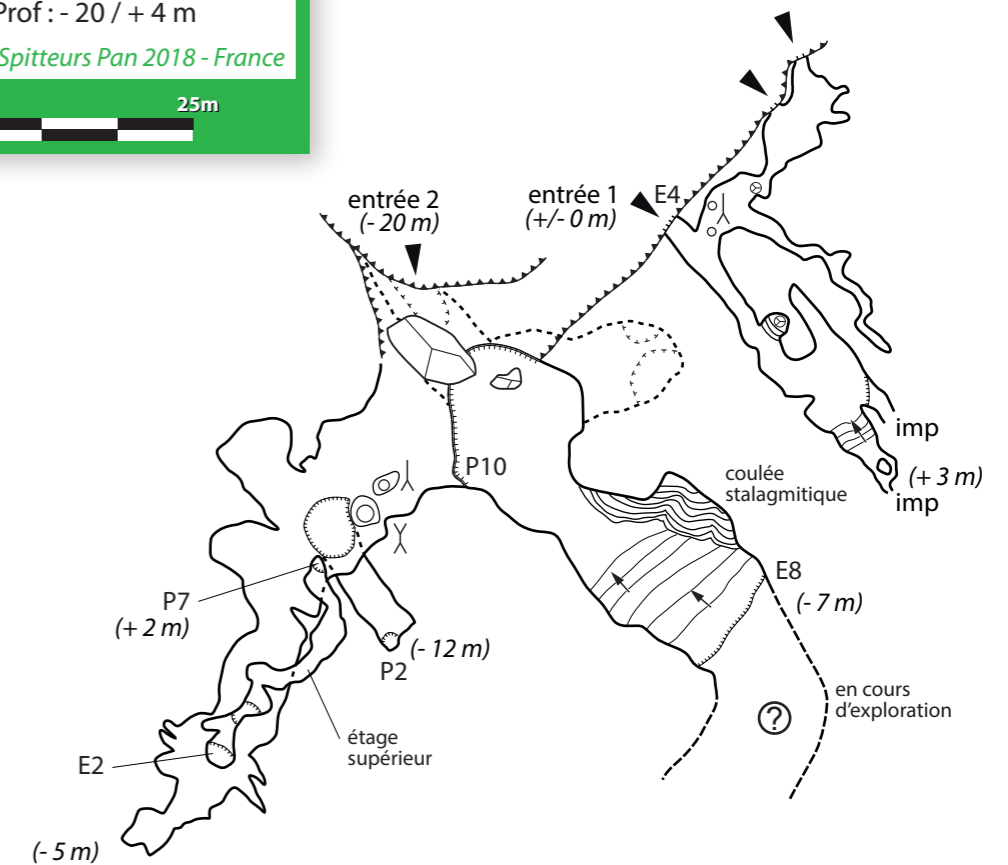 Prof : - 20 / + 4 m
Spitteurs Pan 2018 - France
25m
entrée 2
(- 20 m)
entrée 1
(+/- 0 m)
E4
imp
(+ 3 m)
imp
P10
coulée
stalagmitique
E8
(- 7 m)
P7
(+ 2 m)
(- 12 m)
P2
en cours
d'exploration
?
étage
supérieur
E2
(- 5 m)